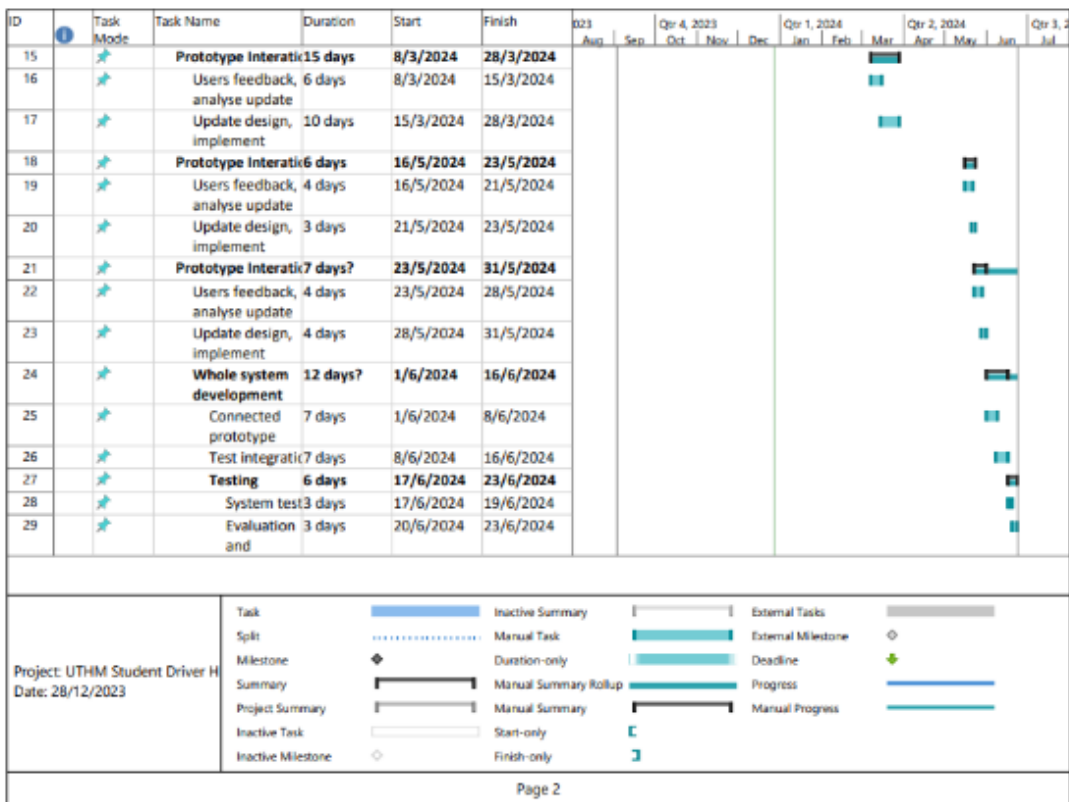 ID Task Task Name Duration Start Finish 023 Qtr 4, 2023 Qtr 1, 2024 Qtr 2, 2024 Qtr 3, 2
Mode Aug Sep Oct Nov Dec Jan Feb Mar Apr May Jun Jul
15 Prototype Interatic 15 days 8/3/2024 28/3/2024
16 Users feedback, 6 days 8/3/2024 15/3/2024
analyse update
17 Update design, 10 days 15/3/2024 28/3/2024
implement
18 Prototype Interatic 6 days 16/5/2024 23/5/2024
19 Users feedback, 4 days 16/5/2024 21/5/2024
analyse update
20 Update design, 3 days 21/5/2024 23/5/2024
implement
21 Prototype Interatic 7 days? 23/5/2024 31/5/2024
22 Users feedback, 4 days 23/5/2024 28/5/2024
analyse update
23 Update design, 4 days 28/5/2024 31/5/2024
implement
24 Whole system 12 days? 1/6/2024 16/6/2024
development
25 Connected 7 days 1/6/2024 8/6/2024
prototype
26 Test integratic 7 days 8/6/2024 16/6/2024
27 Testing 6 days 17/6/2024 23/6/2024
28 System test 3 days 17/6/2024 19/6/2024
29 Evaluation 3 days 20/6/2024 23/6/2024
and
Project: UTHM Student Driver H
Date: 28/12/2023
Task Inactive Summary External Tasks
Split Manual Task External Milestone
Milestone Duration-only Deadline
Summary Manual Summary Rollup Progress
Project Summary Manual Summary Manual Progress
Inactive Task Start-only
Inactive Milestone Finish-only
Page 2